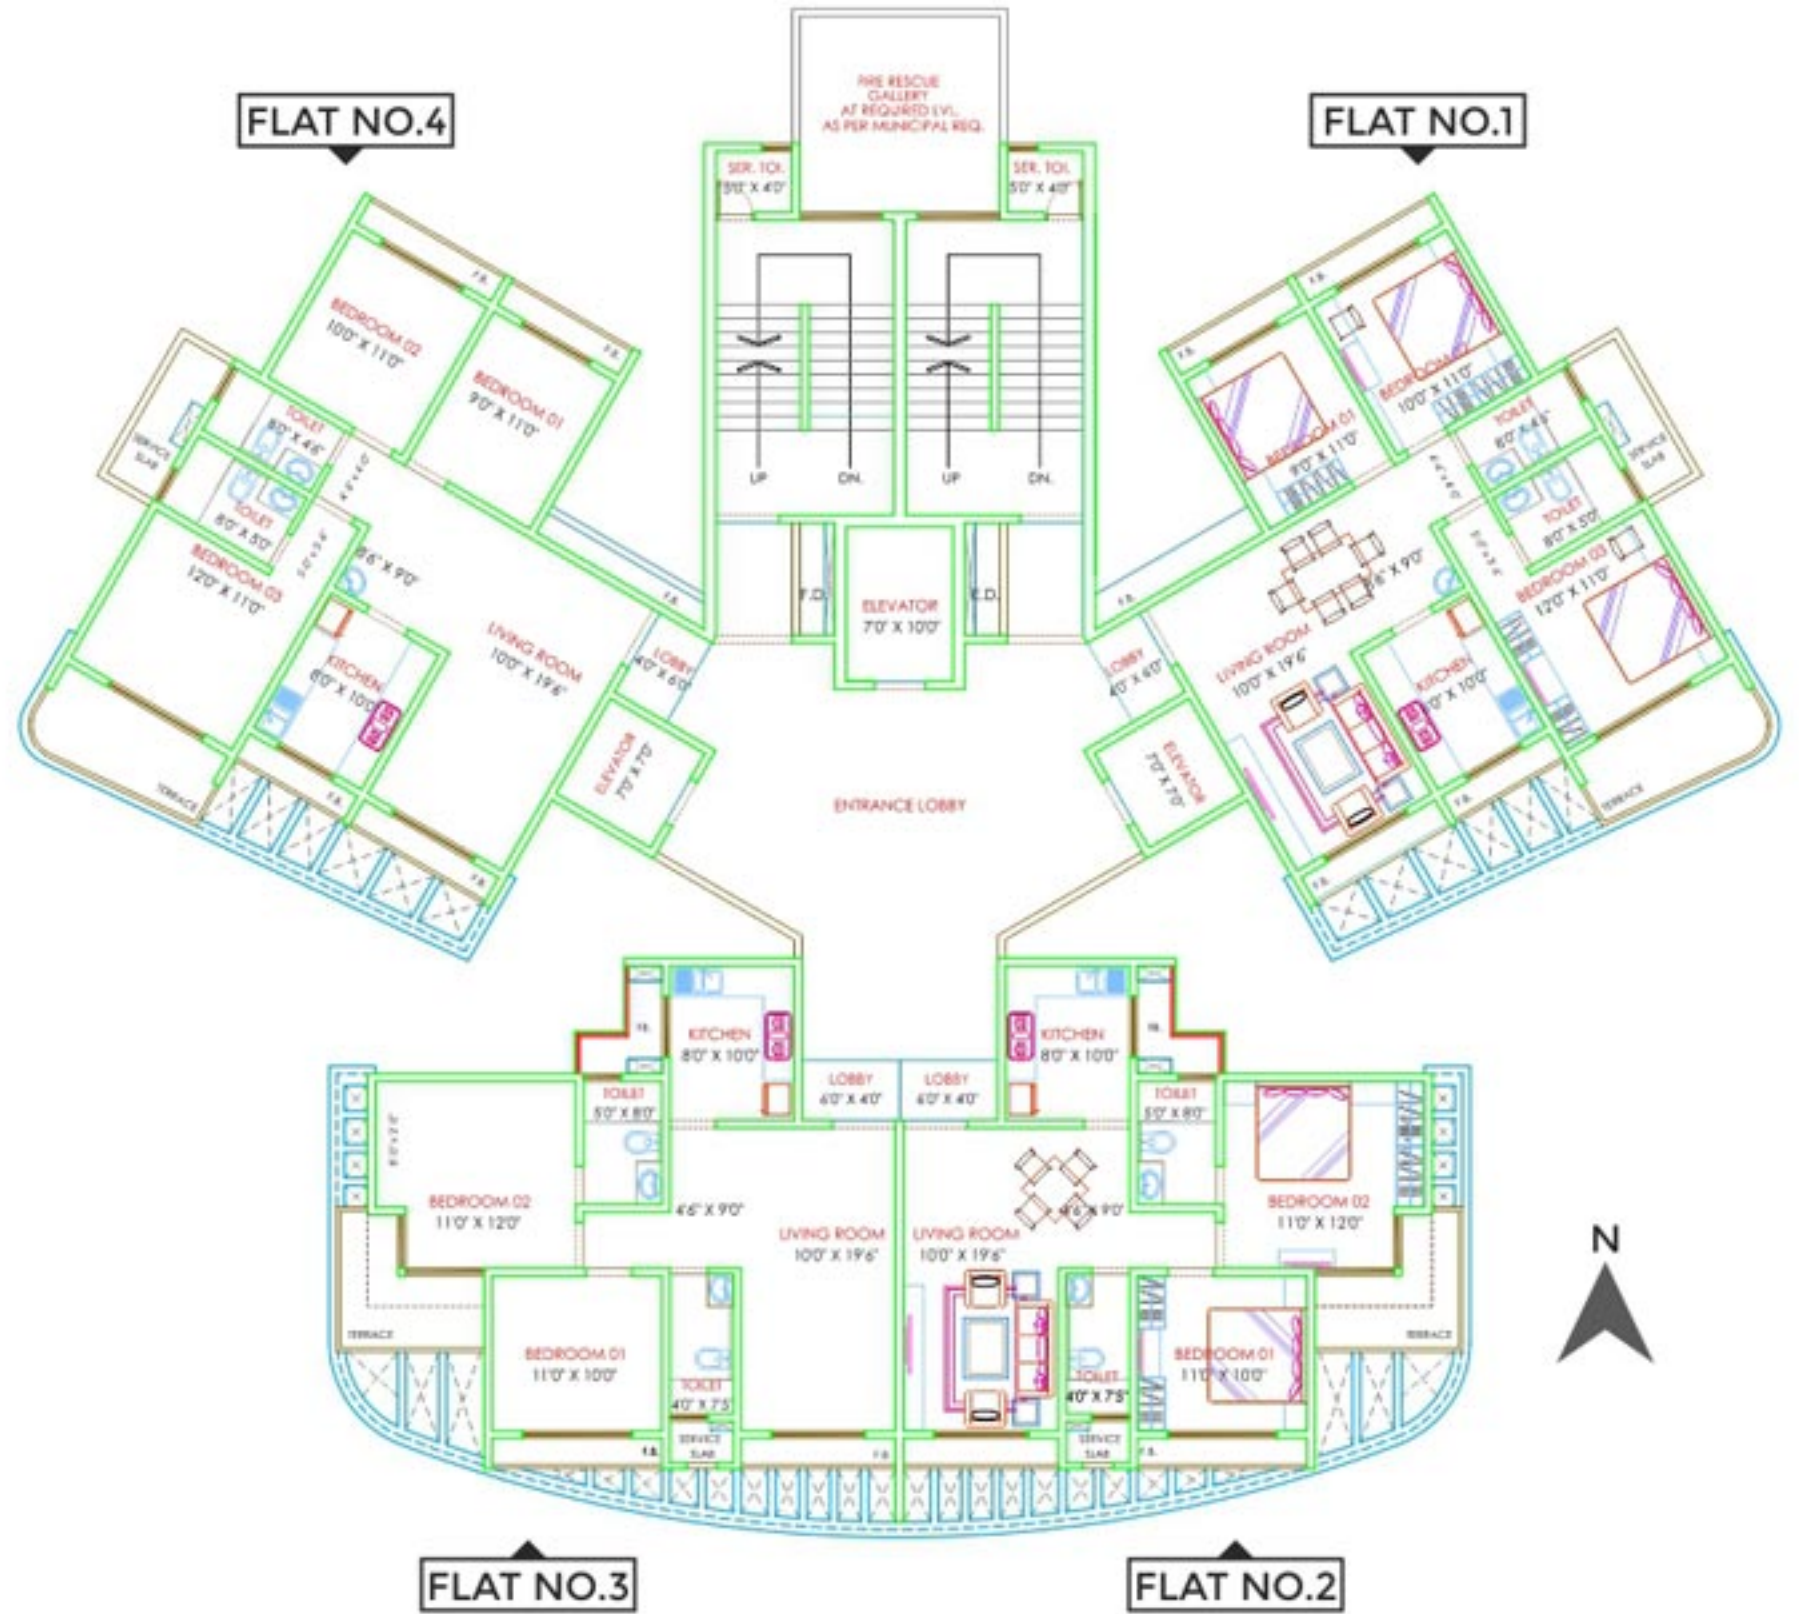 FIRE RESCUE
GALLERY
AT REQUIRED LVL.
AS PER MUNICIPAL REQ.
SER. TOI.
5'0" X 4'0"
SER. TOI.
5'0" X 4'0"
UP
DN.
UP
DN.
F.D.
ELEVATOR
7'0" X 10'0"
F.D.
ENTRANCE LOBBY
FLAT NO.4
F.B.
F.B.
BEDROOM 02
10'0" X 11'0"
BEDROOM 01
9'0" X 11'0"
TOILET
8'0" X 4'6"
SERVICE
SLAB
TOILET
8'0" X 5'0"
BEDROOM 03
12'0" X 11'0"
8'6" X 9'0"
KITCHEN
8'0" X 10'0"
LIVING ROOM
10'0" X 19'6"
F.B.
LOBBY
4'0" X 6'0"
ELEVATOR
7'0" X 7'0"
TERRACE
F.B.
F.B.
FLAT NO.1
F.B.
F.B.
BEDROOM
10'0" X 11'0"
BEDROOM 01
9'0" X 11'0"
TOILET
SERVICE
SLAB
TOILET
8'0" X 5'0"
BEDROOM 03
12'0" X 11'0"
X 9'0"
KITCHEN
X 10'0"
LIVING ROOM
10'0" X 19'6"
F.B.
LOBBY
4'0" X 6'0"
ELEVATOR
7'0" X 7'0"
TERRACE
F.B.
F.B.
KITCHEN
8'0" X 10'0"
F.B.
LOBBY
6'0" X 4'0"
TOILET
5'0" X 8'0"
BEDROOM 02
11'0" X 12'0"
4'6" X 9'0"
LIVING ROOM
10'0" X 19'6"
BEDROOM 01
11'0" X 10'0"
TOILET
4'0" X 7'5"
SERVICE
SLAB
TERRACE
F.B.
F.B.
FLAT NO.3
KITCHEN
8'0" X 10'0"
F.B.
LOBBY
6'0" X 4'0"
TOILET
5'0" X 8'0"
BEDROOM 02
11'0" X 12'0"
4'6" X 9'0"
LIVING ROOM
10'0" X 19'6"
BEDROOM 01
11'0" X 10'0"
TOILET
4'0" X 7'5"
SERVICE
SLAB
TERRACE
F.B.
FLAT NO.2
N